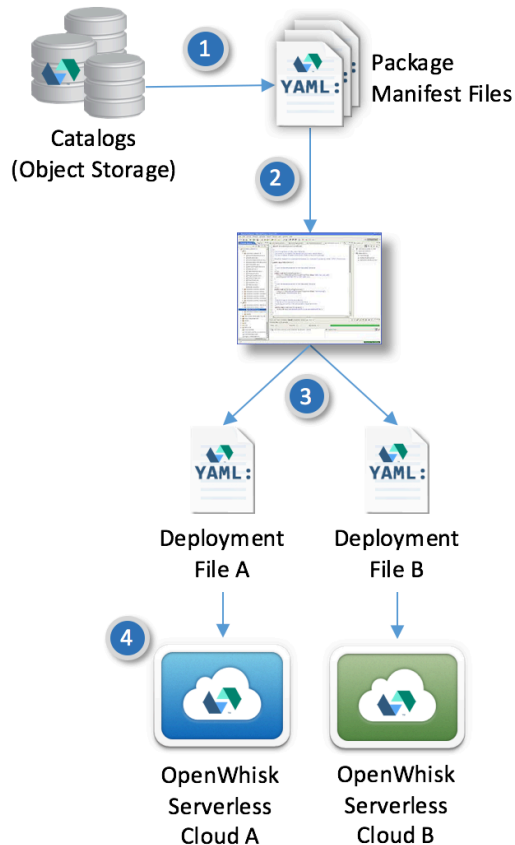 1
YAML:
Package
Manifest Files
Catalogs
(Object Storage)
2
3
YAML:
YAML:
Deployment
File A
Deployment
File B
4
OpenWhisk
Serverless
Cloud A
OpenWhisk
Serverless
Cloud B